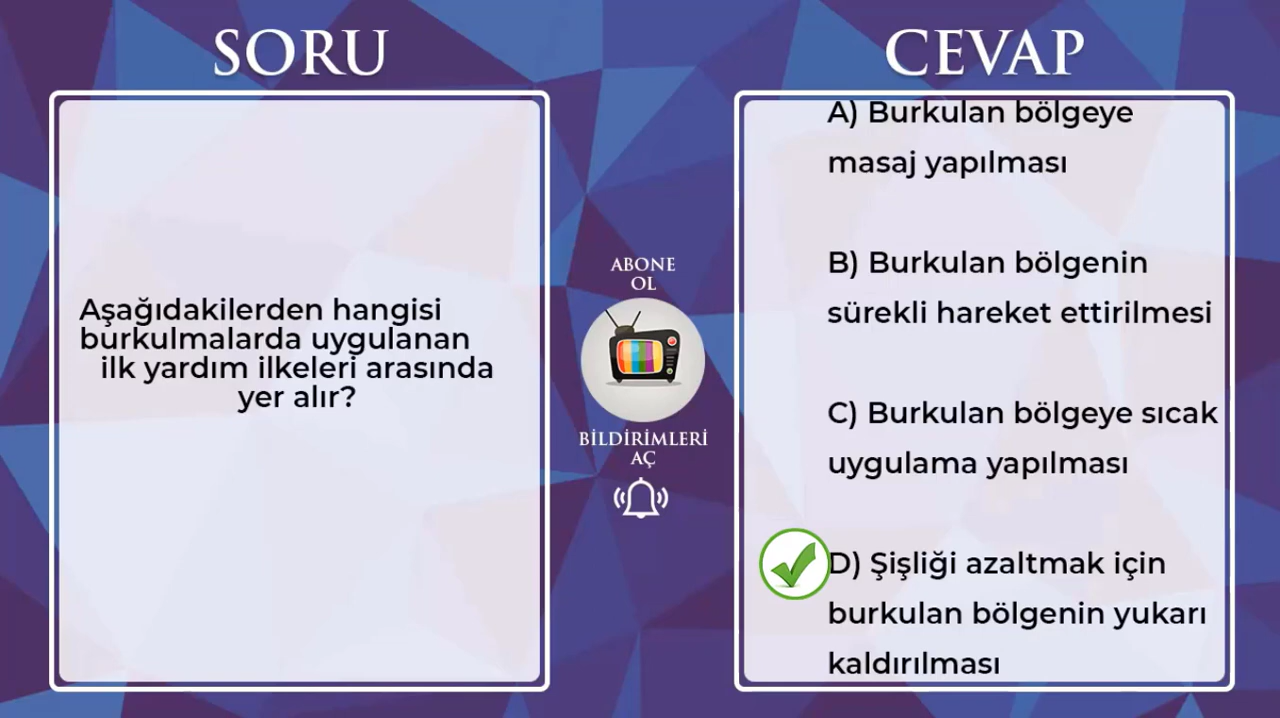 SORU
Aşağıdakilerden hangisi
burkulmalarda uygulanan
ilk yardım ilkeleri arasında
yer alır?
ABONE
OL
BİLDİRİMLERİ
AÇ
CEVAP
A) Burkulan bölgeye
masaj yapılması
B) Burkulan bölgenin
sürekli hareket ettirilmesi
C) Burkulan bölgeye sıcak
uygulama yapılması
D) Şişliği azaltmak için
burkulan bölgenin yukarı
kaldırılması